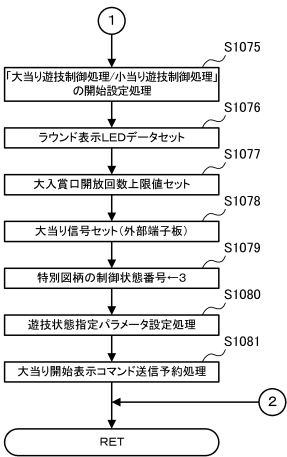 1
S1075
「大当り遊技制御処理/小当り遊技制御処理」
の開始設定処理
S1076
ラウンド表示LEDデータセット
S1077
大入賞口開放回数上限値セット
S1078
大当り信号セット(外部端子板)
S1079
特別図柄の制御状態番号←3
S1080
遊技状態指定パラメータ設定処理
S1081
大当り開始表示コマンド送信予約処理
2
RET